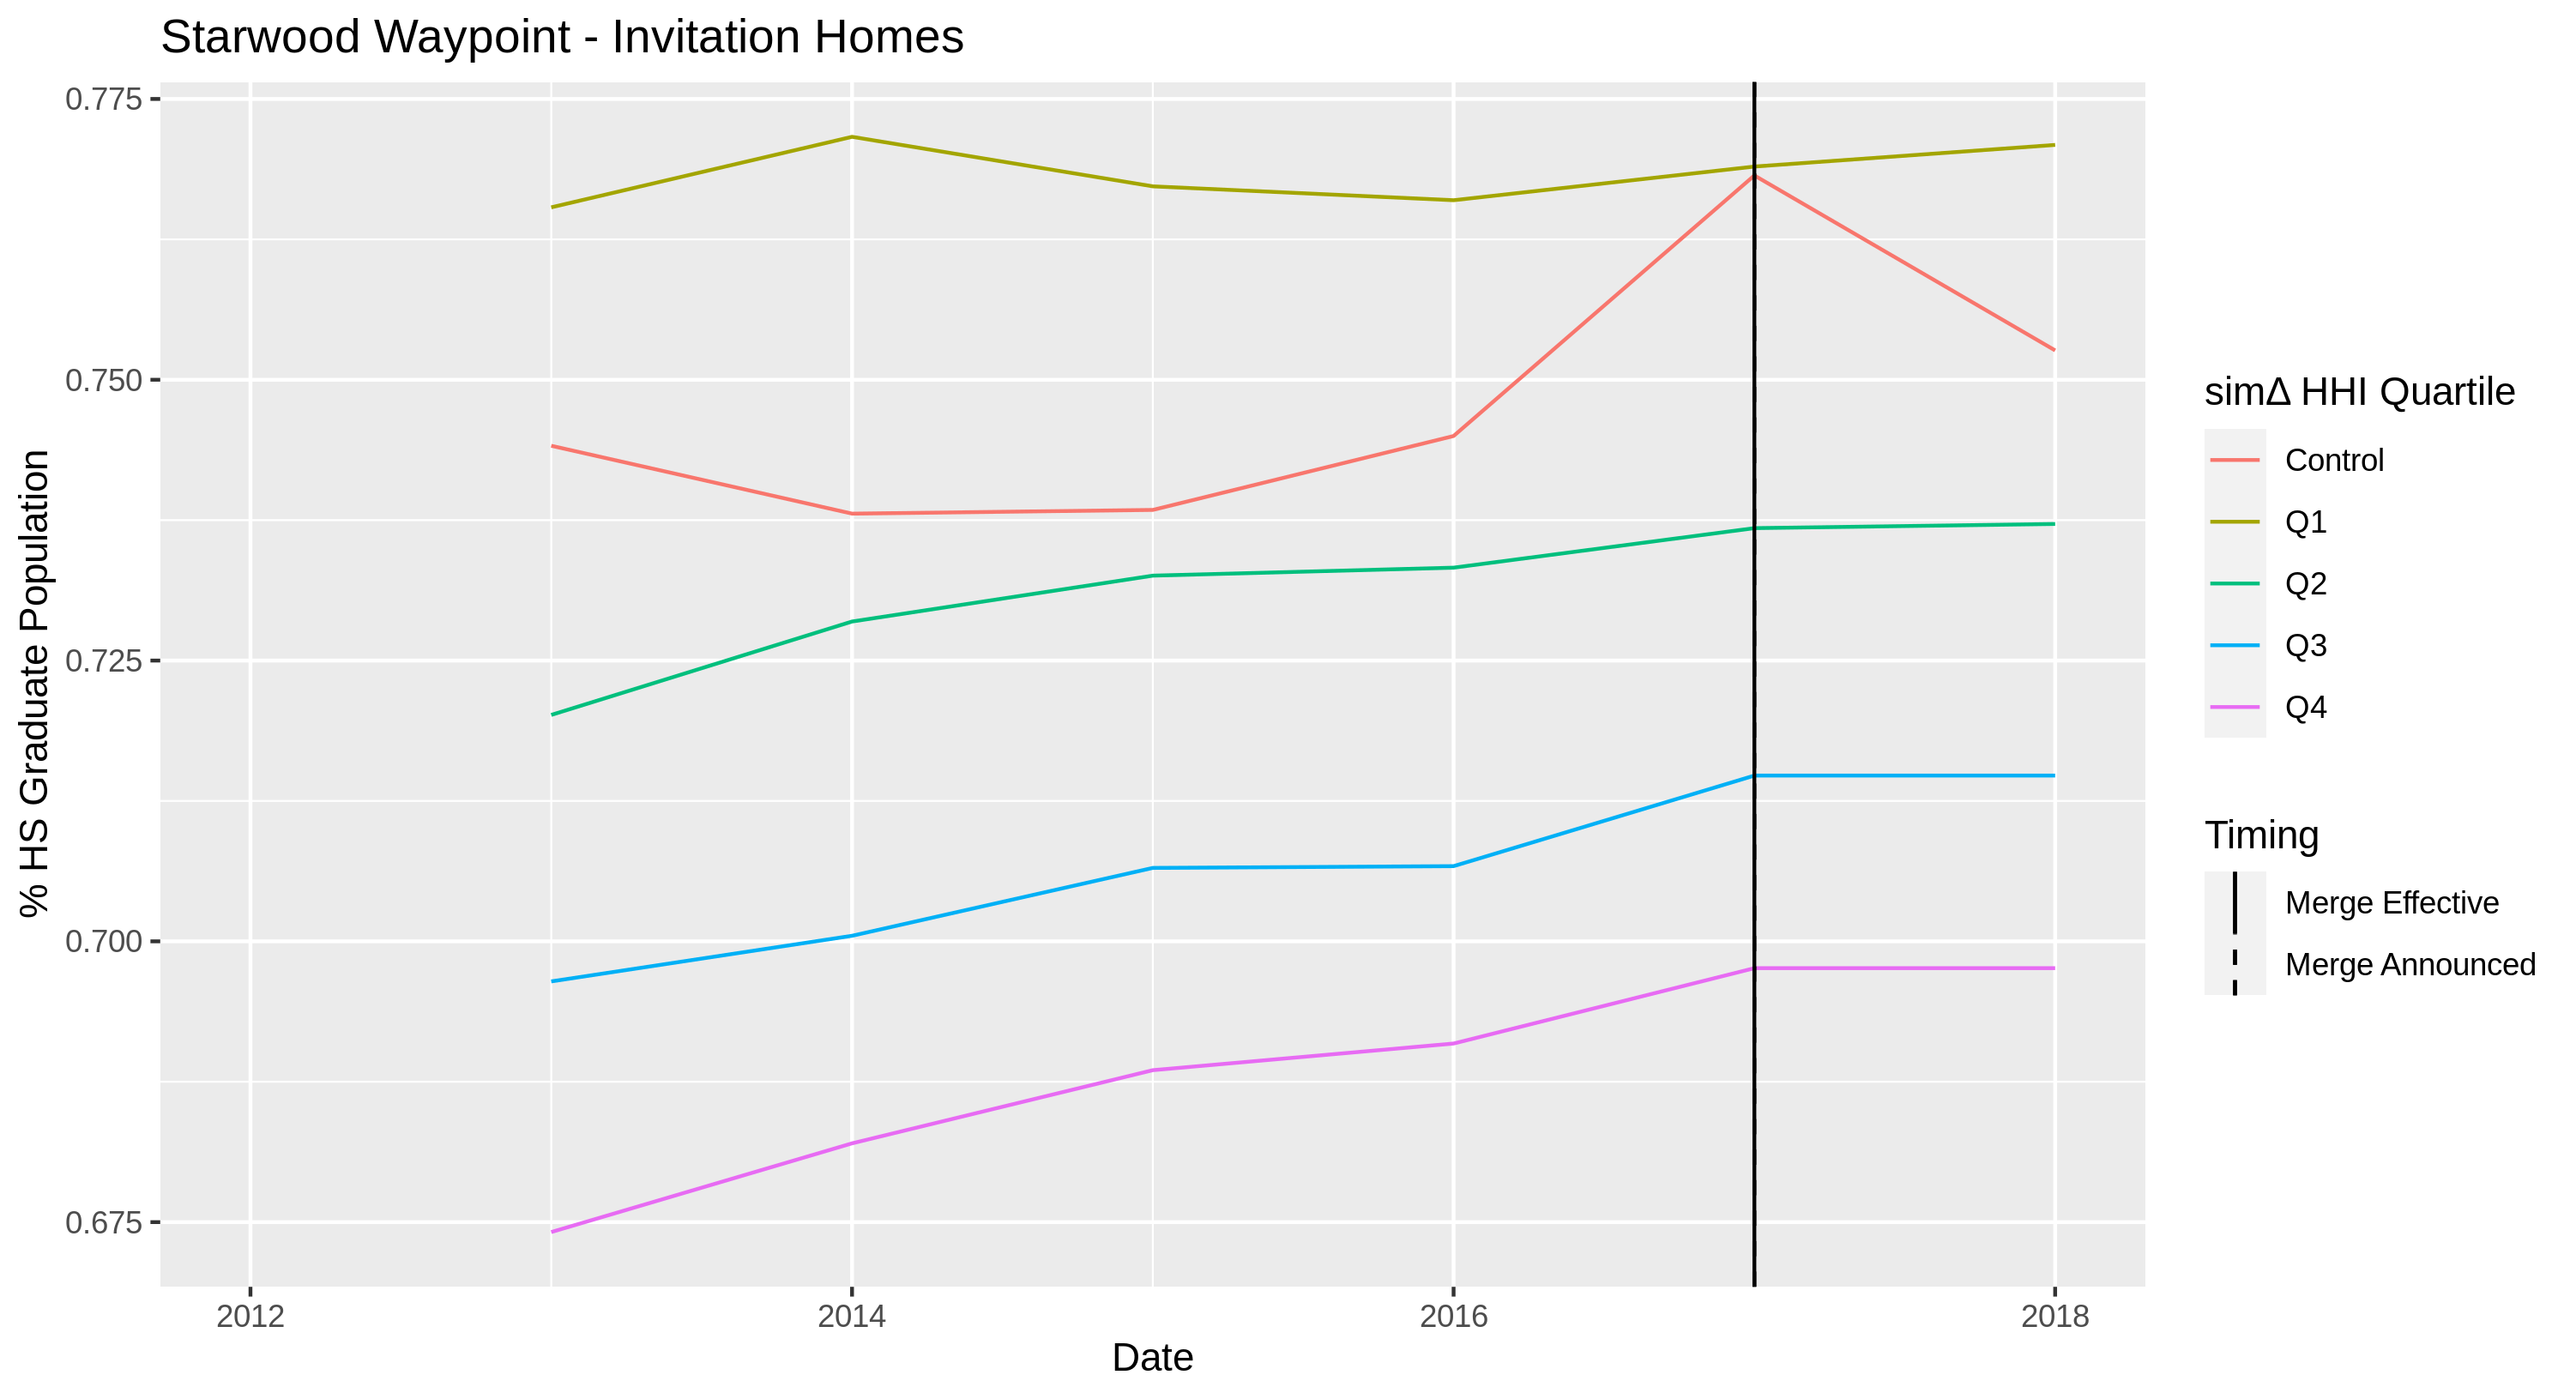 Starwood Waypoint - Invitation Homes
% HS Graduate Population
0.775
0.750
0.725
0.700
0.675
2012
2014
2016
2018
Date
simΔ HHI Quartile
Control
Q1
Q2
Q3
Q4
Timing
Merge Effective
Merge Announced